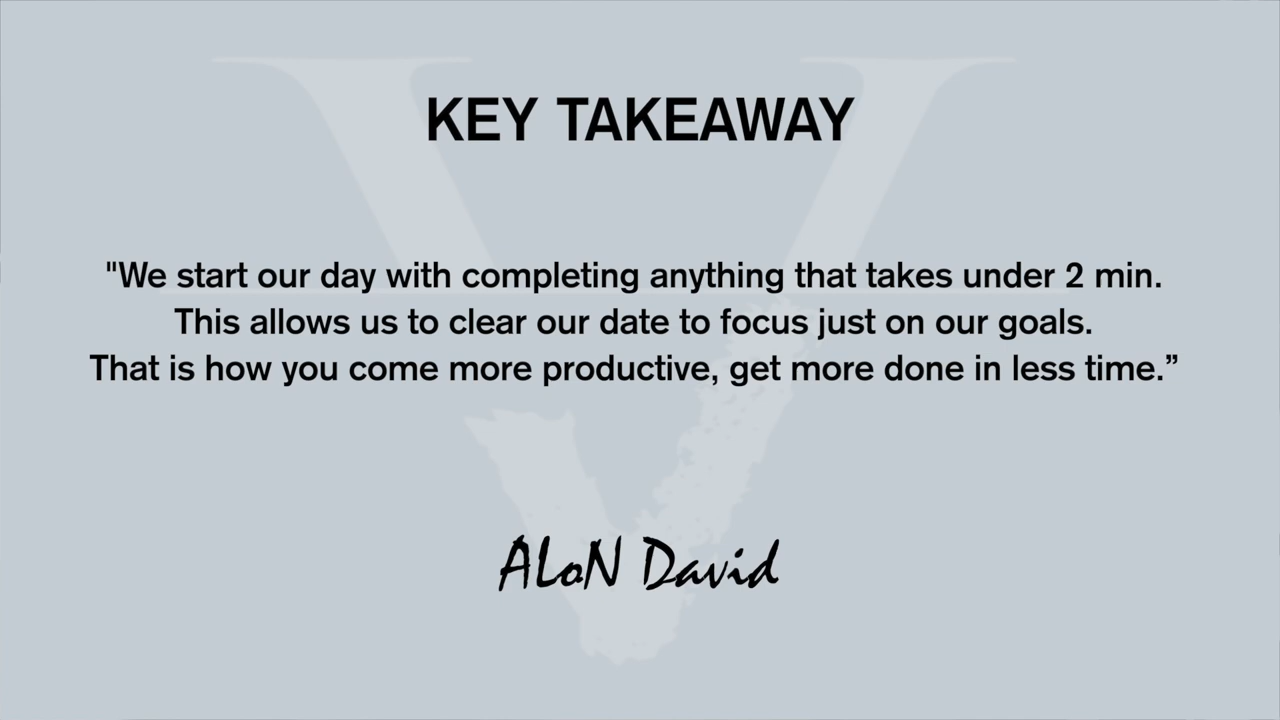 KEY TAKEAWAY
"We start our day with completing anything that takes under 2 min.
This allows us to clear our date to focus just on our goals.
That is how you come more productive, get more done in less time.”
ALoN David